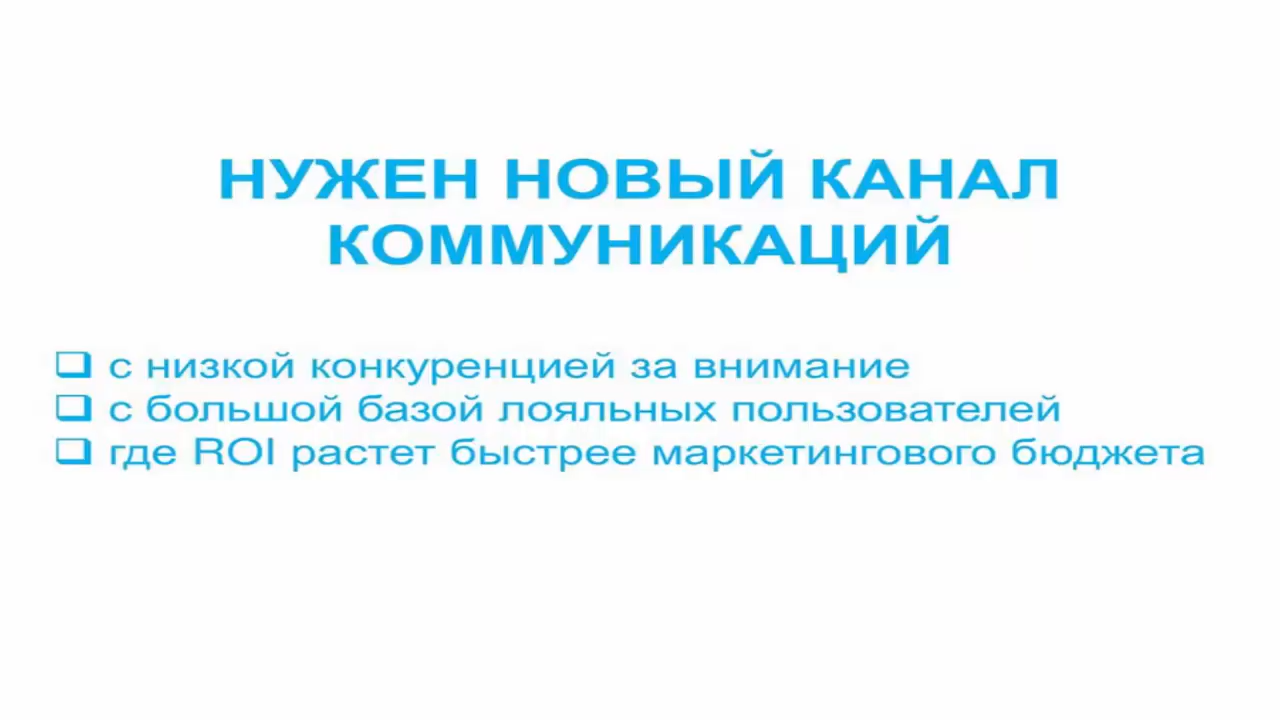 НУЖЕН НОВЫЙ КАНАЛ
КОММУНИКАЦИЙ
❑ с низкой конкуренцией за внимание
❑ с большой базой лояльных пользователей
❑ где ROI растет быстрее маркетингового бюджета